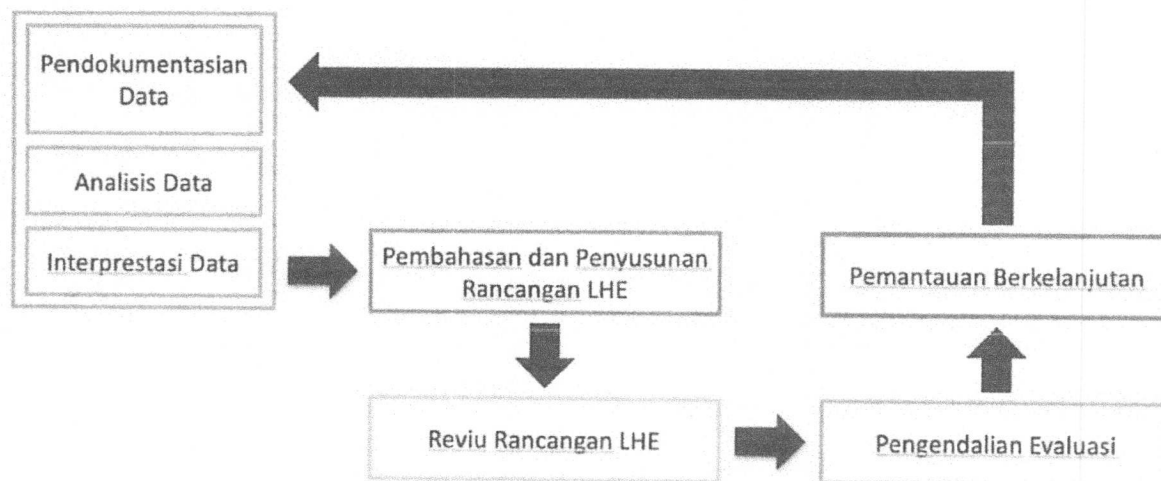 Pendokumentasian
Data
Analisis Data
Interprestasi Data
Pembahasan dan Penyusunan
Rancangan LHE
Pemantauan Berkelanjutan
Reviu Rancangan LHE
Pengendalian Evaluasi